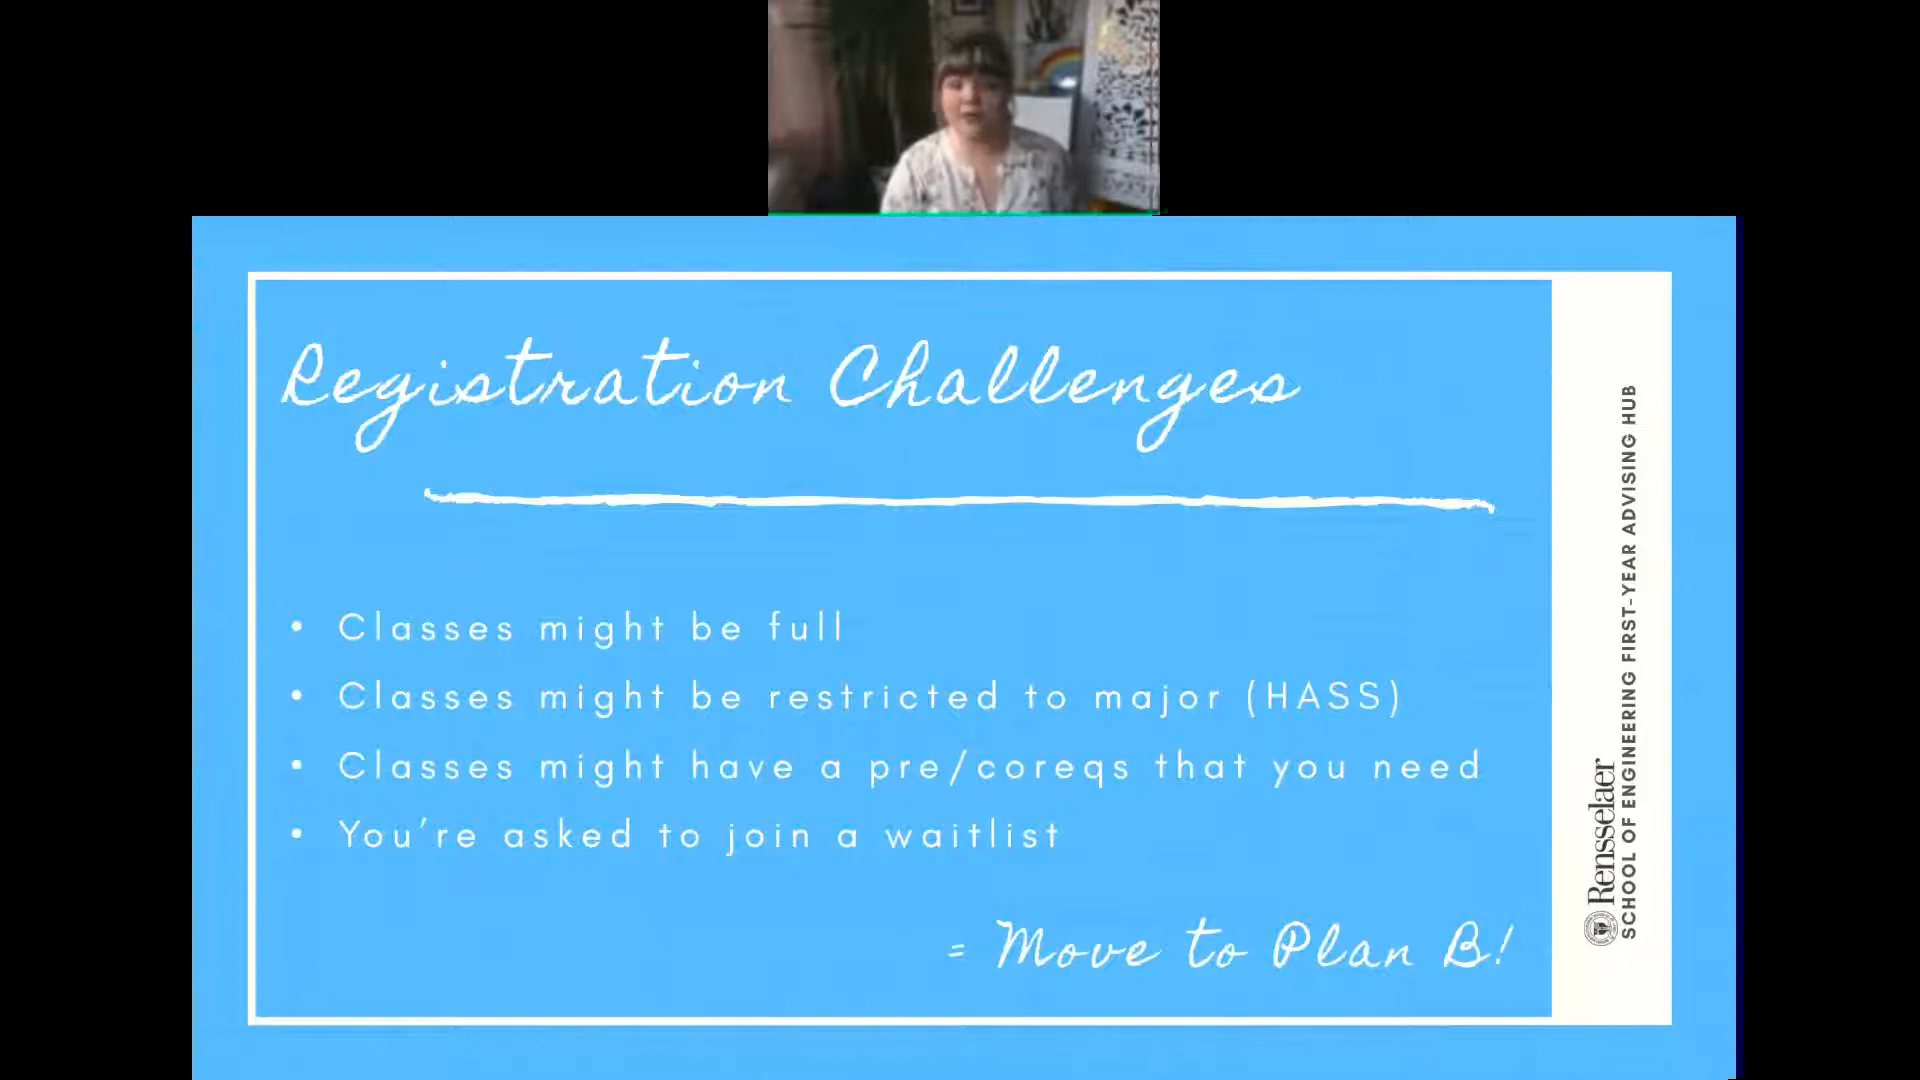 Registration Challenges
• Classes might be full
• Classes might be restricted to major (HASS)
• Classes might have a pre/coreqs that you need
• You're asked to join a waitlist
= Move to Plan B!
Rensselaer
SCHOOL OF ENGINEERING FIRST-YEAR ADVISING HUB